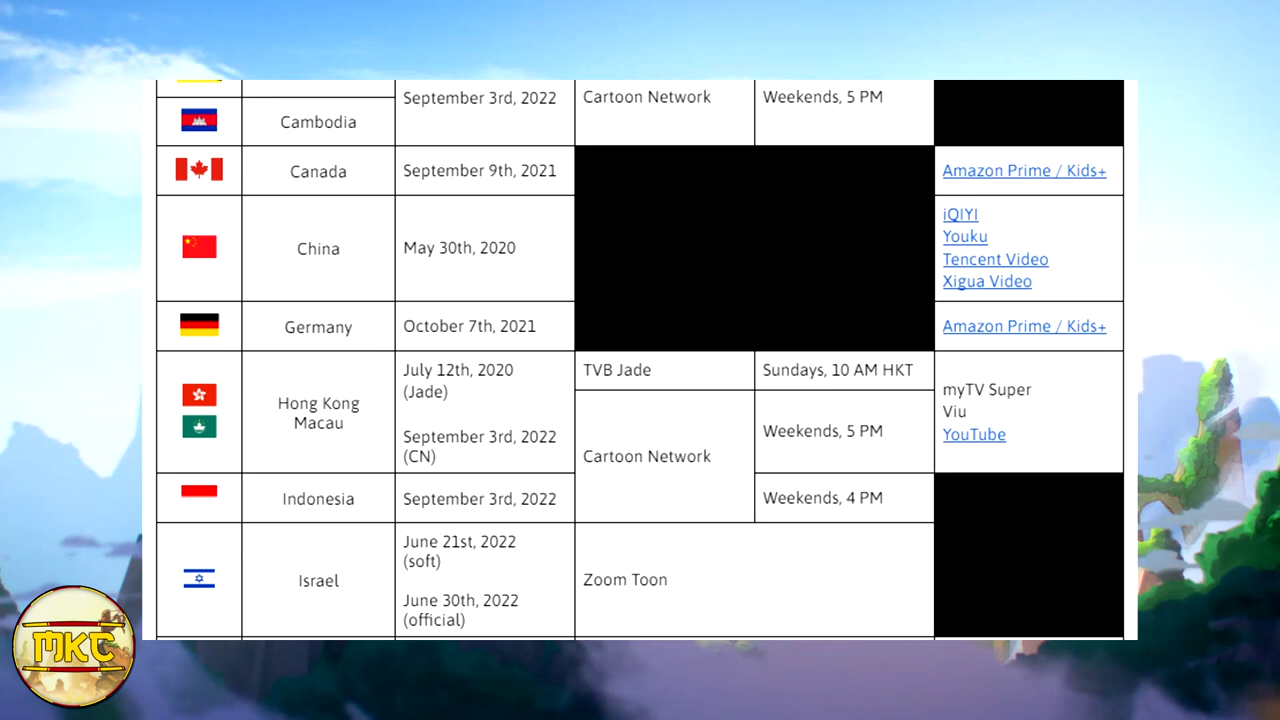 September 3rd, 2022
Cartoon Network
Weekends, 5 PM
Cambodia
Canada
September 9th, 2021
Amazon Prime / Kids+
China
May 30th, 2020
iQIYI
Youku
Tencent Video
Xigua Video
Germany
October 7th, 2021
Amazon Prime / Kids+
Hong Kong
Macau
July 12th, 2020
(Jade)
September 3rd, 2022
(CN)
TVB Jade
Sundays, 10 AM HKT
Cartoon Network
Weekends, 5 PM
myTV Super
Viu
YouTube
Indonesia
September 3rd, 2022
Weekends, 4 PM
Israel
June 21st, 2022
(soft)
June 30th, 2022
(official)
Zoom Toon
MKC